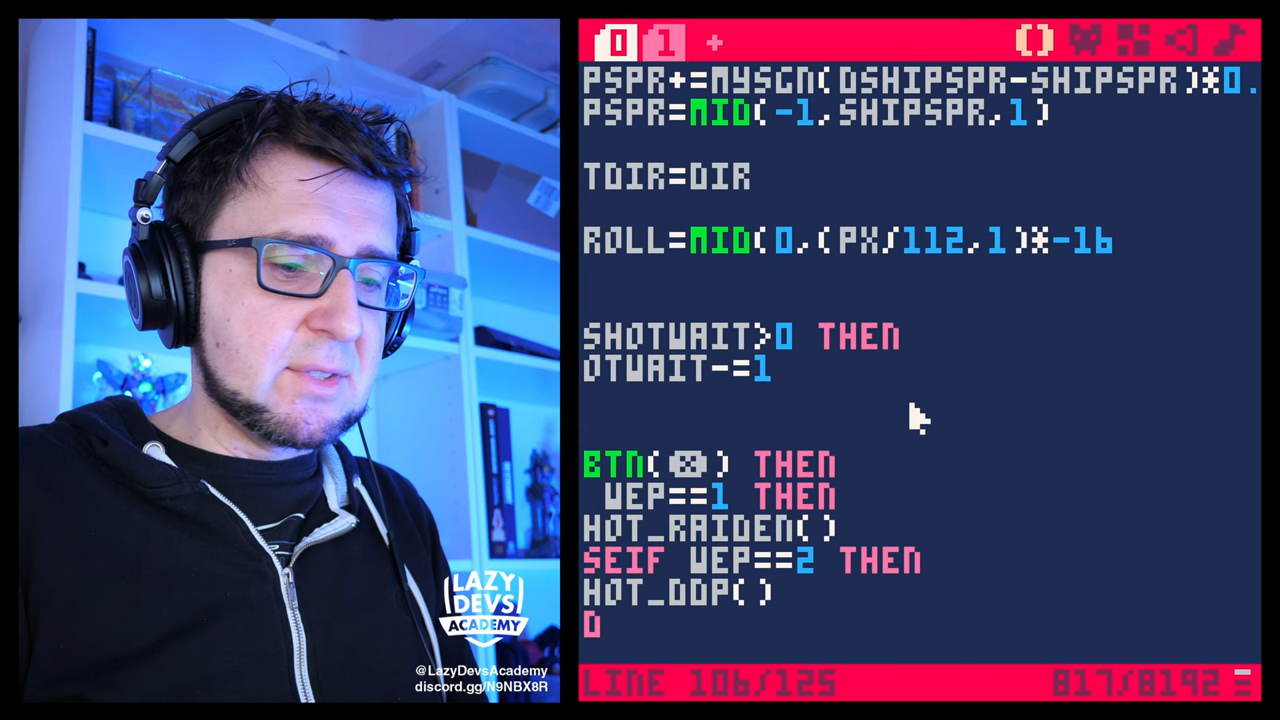 0 1 +
PSPR+=MYSGN(DSHIPSPR-SHIPSPR)*0.
PSPR=MID(-1,SHIPSPR,1)
TDIR=DIR
ROLL=MID(0,(PX/112,1)*-16
SHOTWAIT>0 THEN
OTWAIT-=1
BTN(❎) THEN
WEP==1 THEN
HOT_RAIDEN()
SEIF WEP==2 THEN
HOT_DDP()
D
LINE 106/125 817/8192
LAZY
DEVS
ACADEMY
@LazyDevsAcademy
discord.gg/N9NBX8R